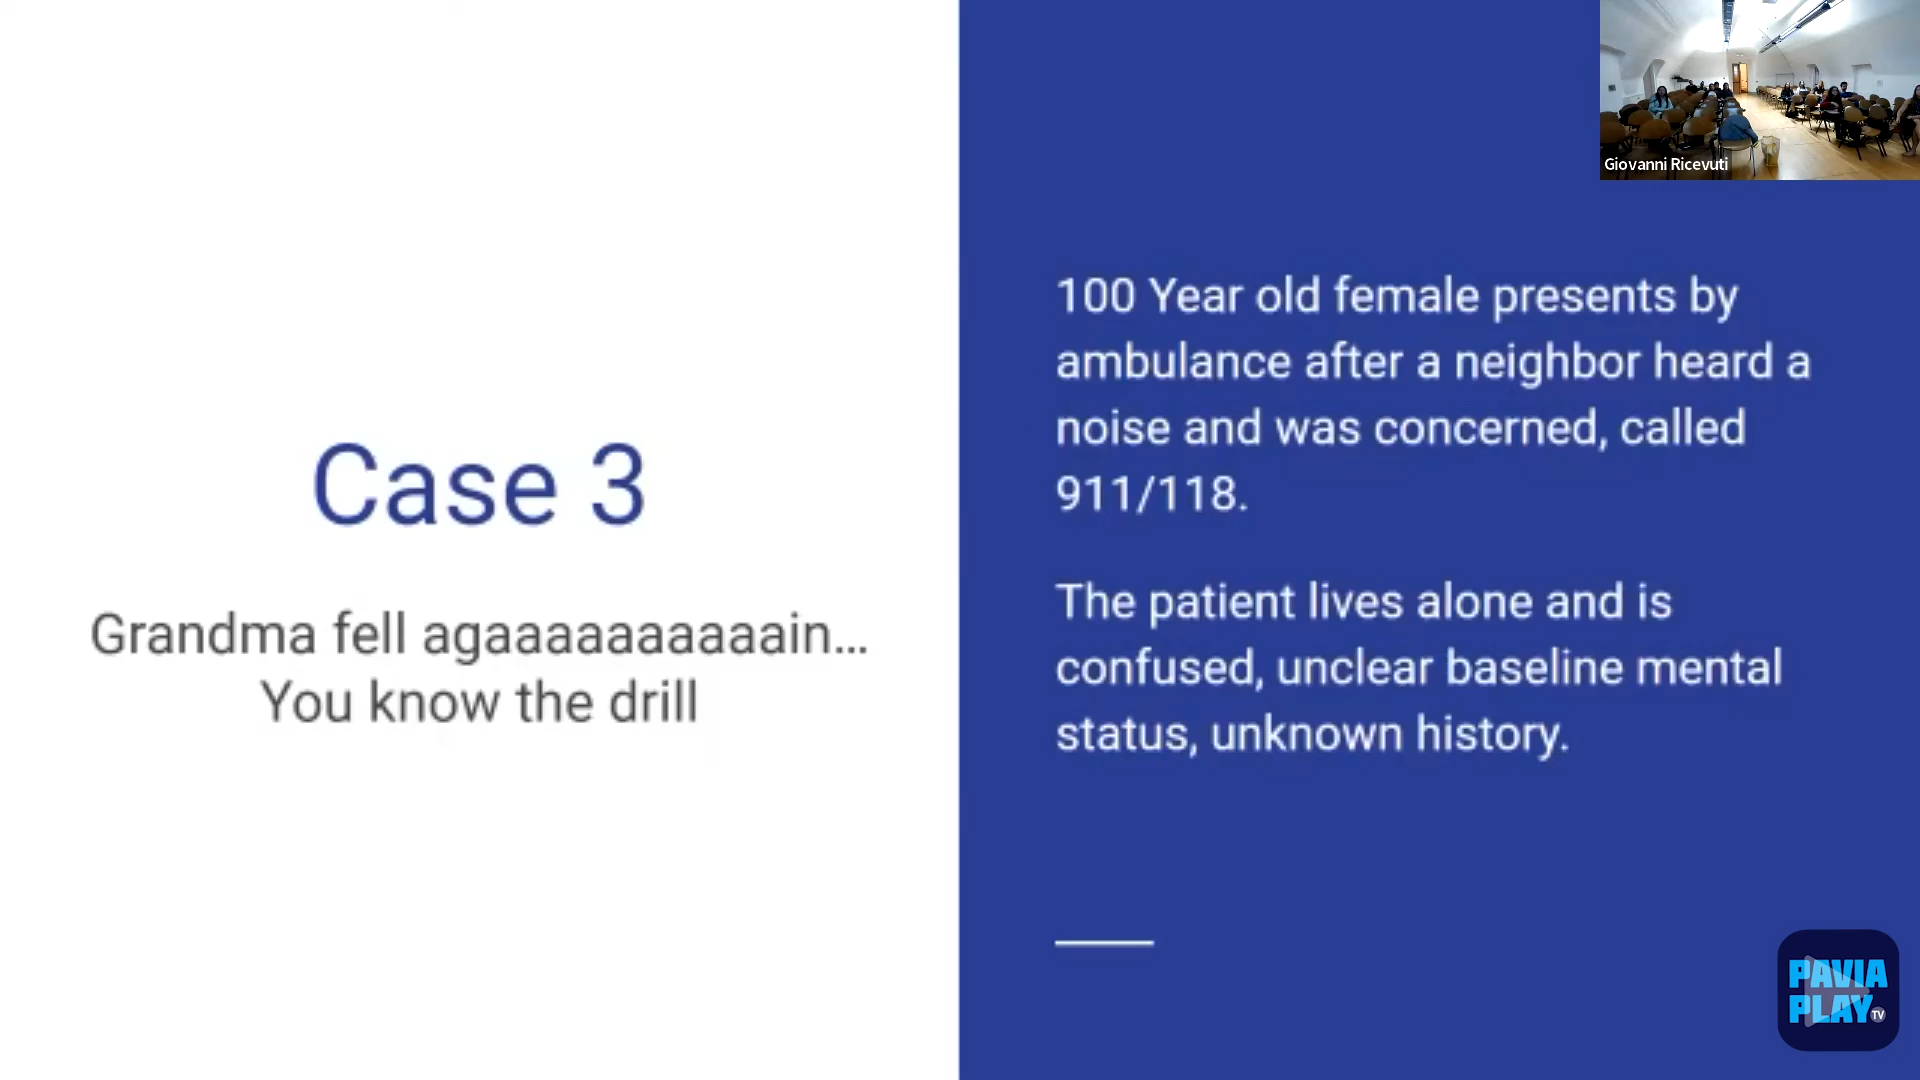 Giovanni Ricevuti
Case 3
Grandma fell agaaaaaaaaaain...
You know the drill
100 Year old female presents by
ambulance after a neighbor heard a
noise and was concerned, called
911/118.
The patient lives alone and is
confused, unclear baseline mental
status, unknown history.
PAVIA
PLAY TV